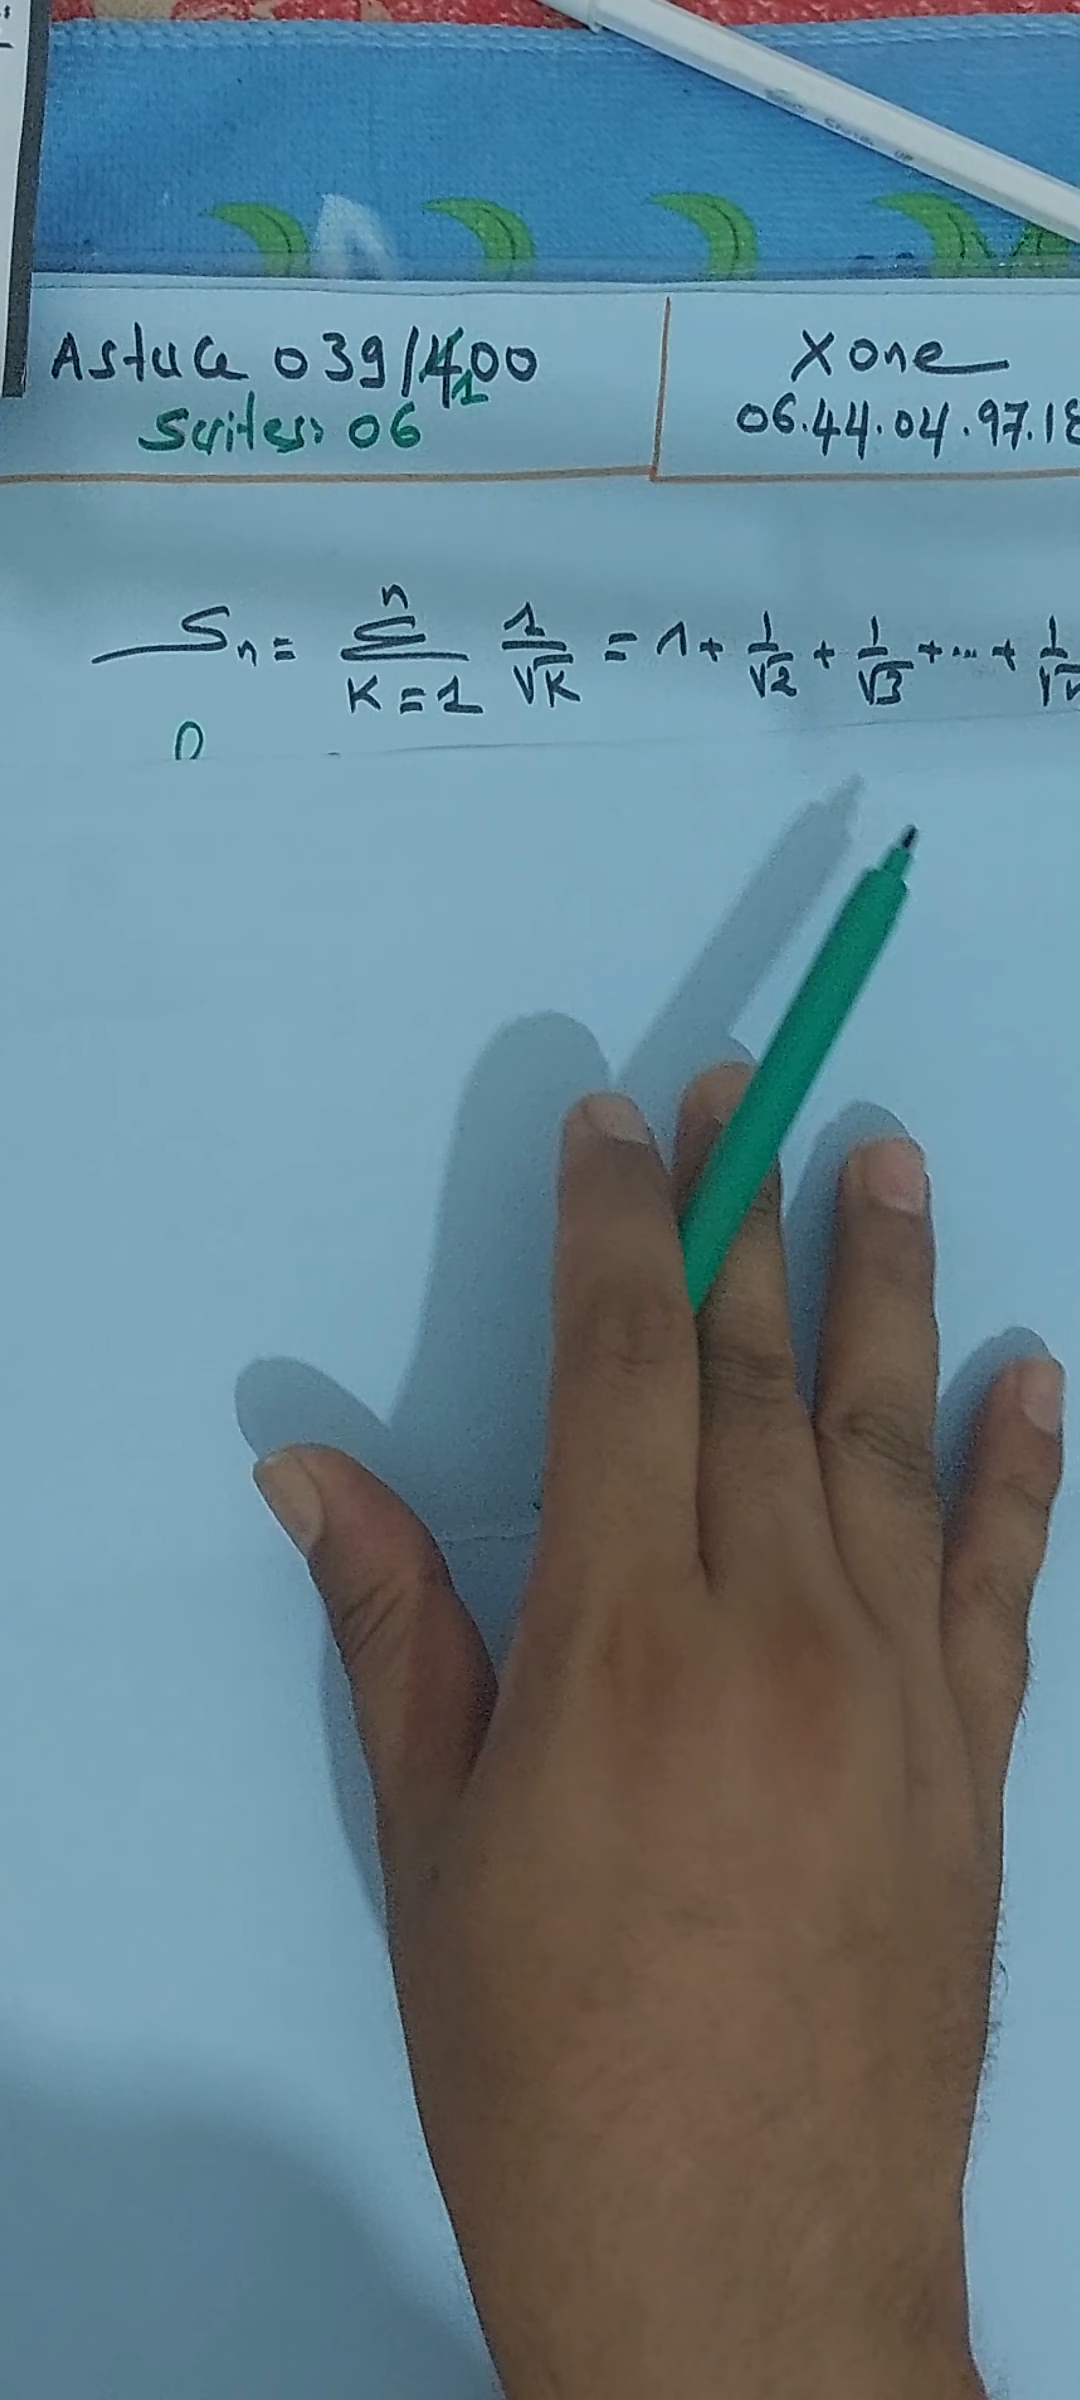 Astuce 039/100
Suites: 06
Xone
06.44.04.97.18
Sn = n Σ K=1 1/√K = 1 + 1/√2 + 1/√3 + ... + 1/√